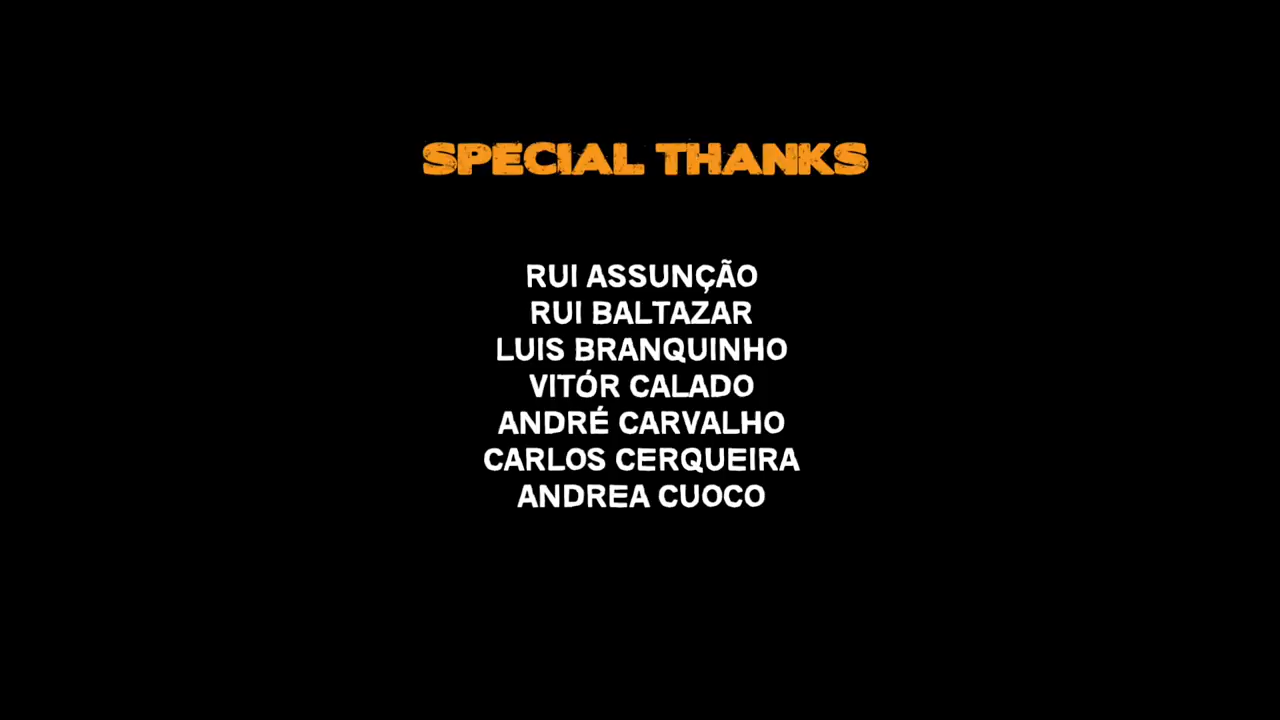 SPECIAL THANKS
RUI ASSUNÇÃO
RUI BALTAZAR
LUIS BRANQUINHO
VITÓR CALADO
ANDRÉ CARVALHO
CARLOS CERQUEIRA
ANDREA CUOCO